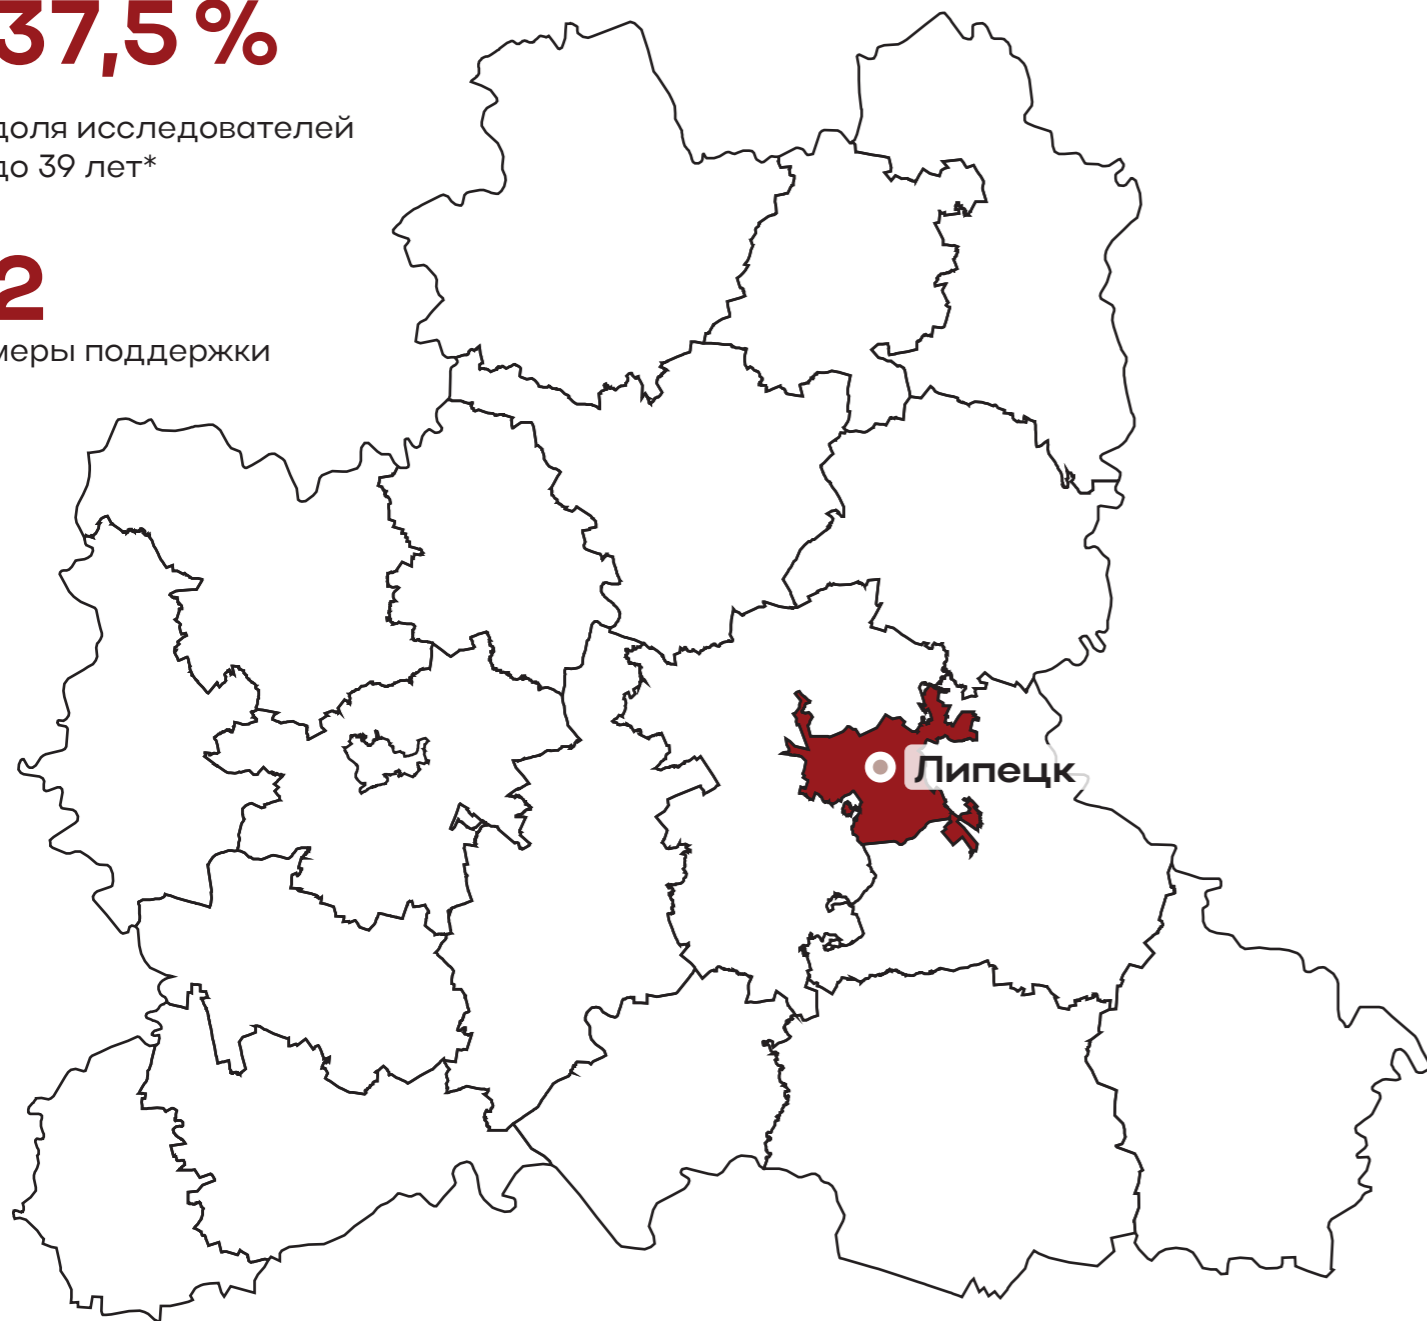 37,5 %
доля исследователей
до 39 лет*
2
меры поддержки
Липецк